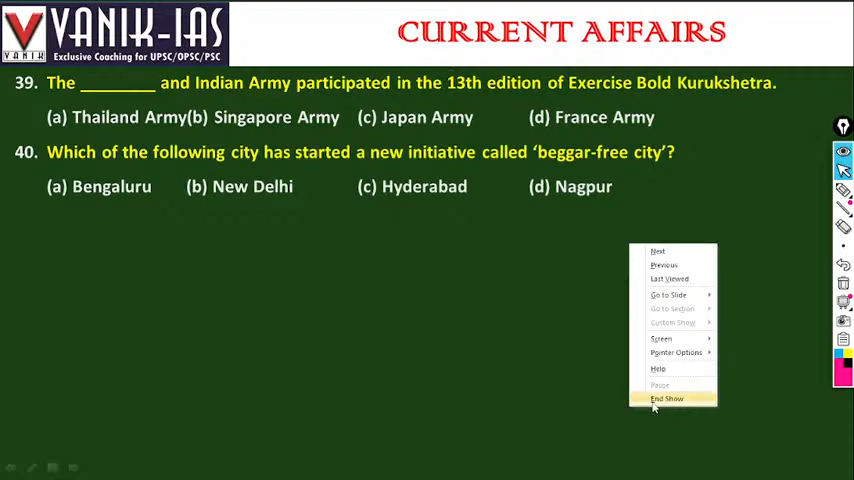 VANIK-IAS
VANIK
Exclusive Coaching for UPSC/OPSC/PSC
CURRENT AFFAIRS
39. The ________ and Indian Army participated in the 13th edition of Exercise Bold Kurukshetra.
(a) Thailand Army(b) Singapore Army (c) Japan Army (d) France Army
40. Which of the following city has started a new initiative called ‘beggar-free city’?
(a) Bengaluru (b) New Delhi (c) Hyderabad (d) Nagpur
Next
Previous
Last Viewed
Go to Slide
Go to Section
Custom Show
Screen
Pointer Options
Help
Pause
End Show